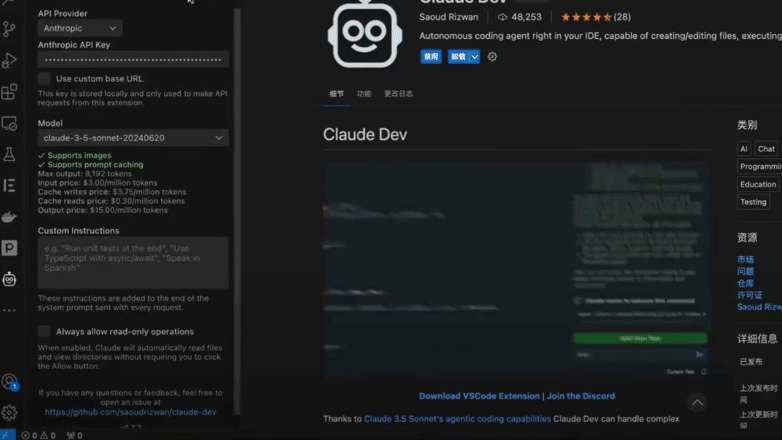 API Provider
Anthropic
Anthropic API Key
Use custom base URL
This key is stored locally and only used to make API
requests from this extension.
Model
claude-3-5-sonnet-20240620
✓ Supports images
✓ Supports prompt caching
Max output: 8,192 tokens
Input price: $3.00/million tokens
Cache writes price: $3.75/million tokens
Cache reads price: $0.30/million tokens
Output price: $15.00/million tokens
Custom Instructions
e.g. "Run unit tests at the end", "Use
TypeScript with async/await", "Speak in
Spanish"
These instructions are added to the end of the
system prompt sent with every request.
Always allow read-only operations
When enabled, Claude will automatically read files
and view directories without requiring you to click
the Allow button.
If you have any questions or feedback, feel free to
open an issue at
https://github.com/saoudrizwan/claude-dev
1
0 0 0
Claude Dev
Saoud Rizwan
48,253
(28)
Autonomous coding agent right in your IDE, capable of creating/editing files, executing
禁用 卸载
细节 功能 更改日志
Claude Dev
Download VSCode Extension | Join the Discord
Thanks to Claude 3.5 Sonnet's agentic coding capabilities Claude Dev can handle complex
类别
AI Chat
Programmin
Education
Testing
资源
市场
问题
仓库
许可证
Saoud Rizw
详细信息
已发布
上次发布时
间
上次更新时